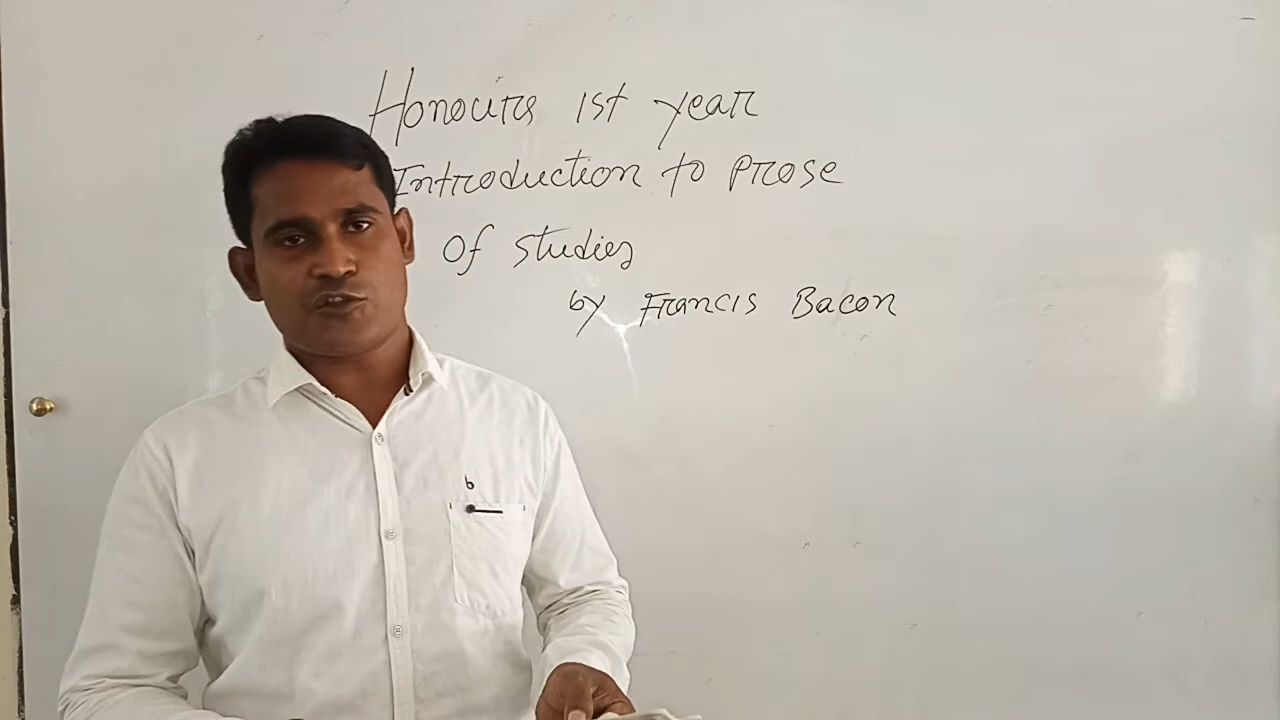 Honours 1st year
Introduction to Prose
Of studies
by Francis Bacon
b